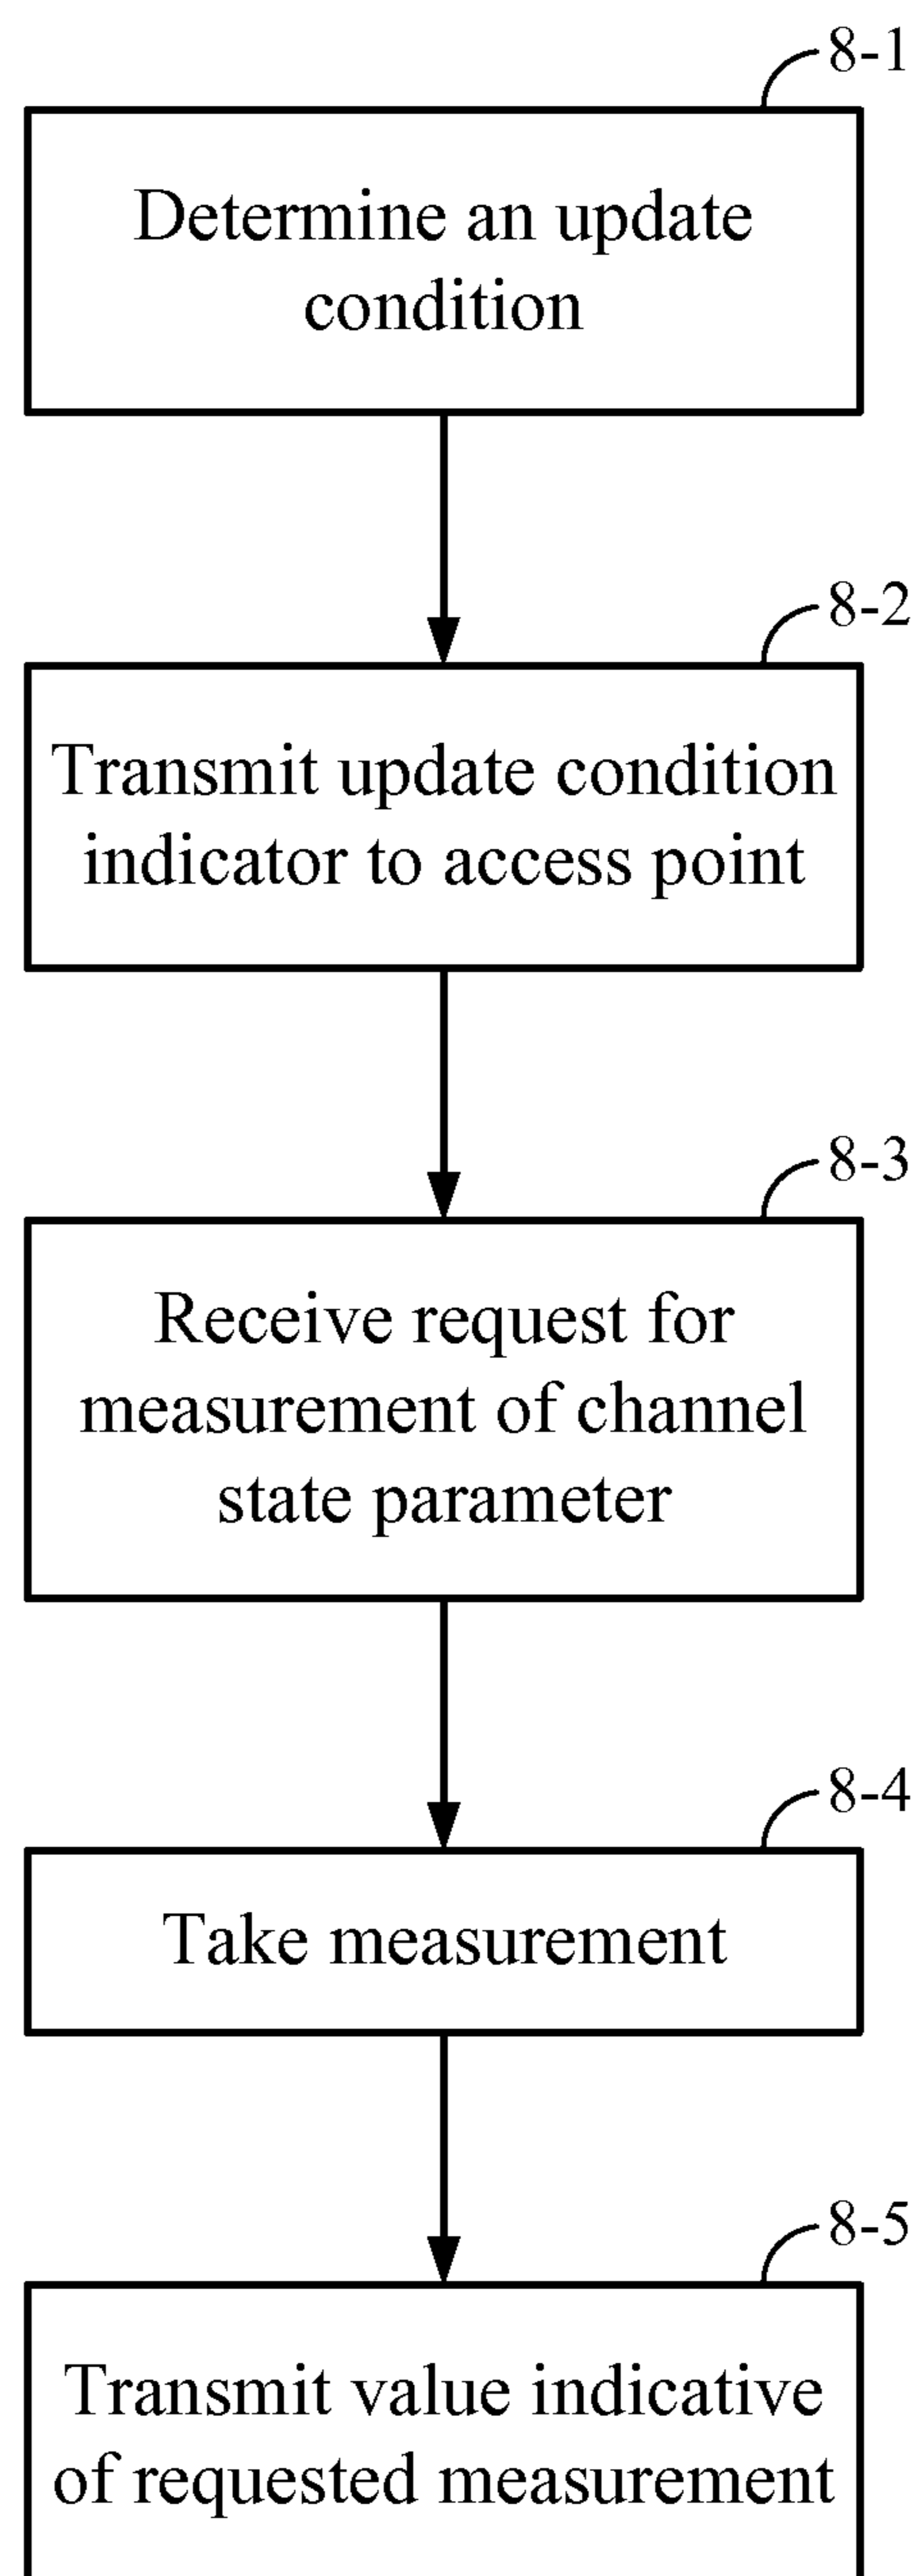 8-1
Determine an update
condition
8-2
Transmit update condition
indicator to access point
8-3
Receive request for
measurement of channel
state parameter
8-4
Take measurement
8-5
Transmit value indicative
of requested measurement